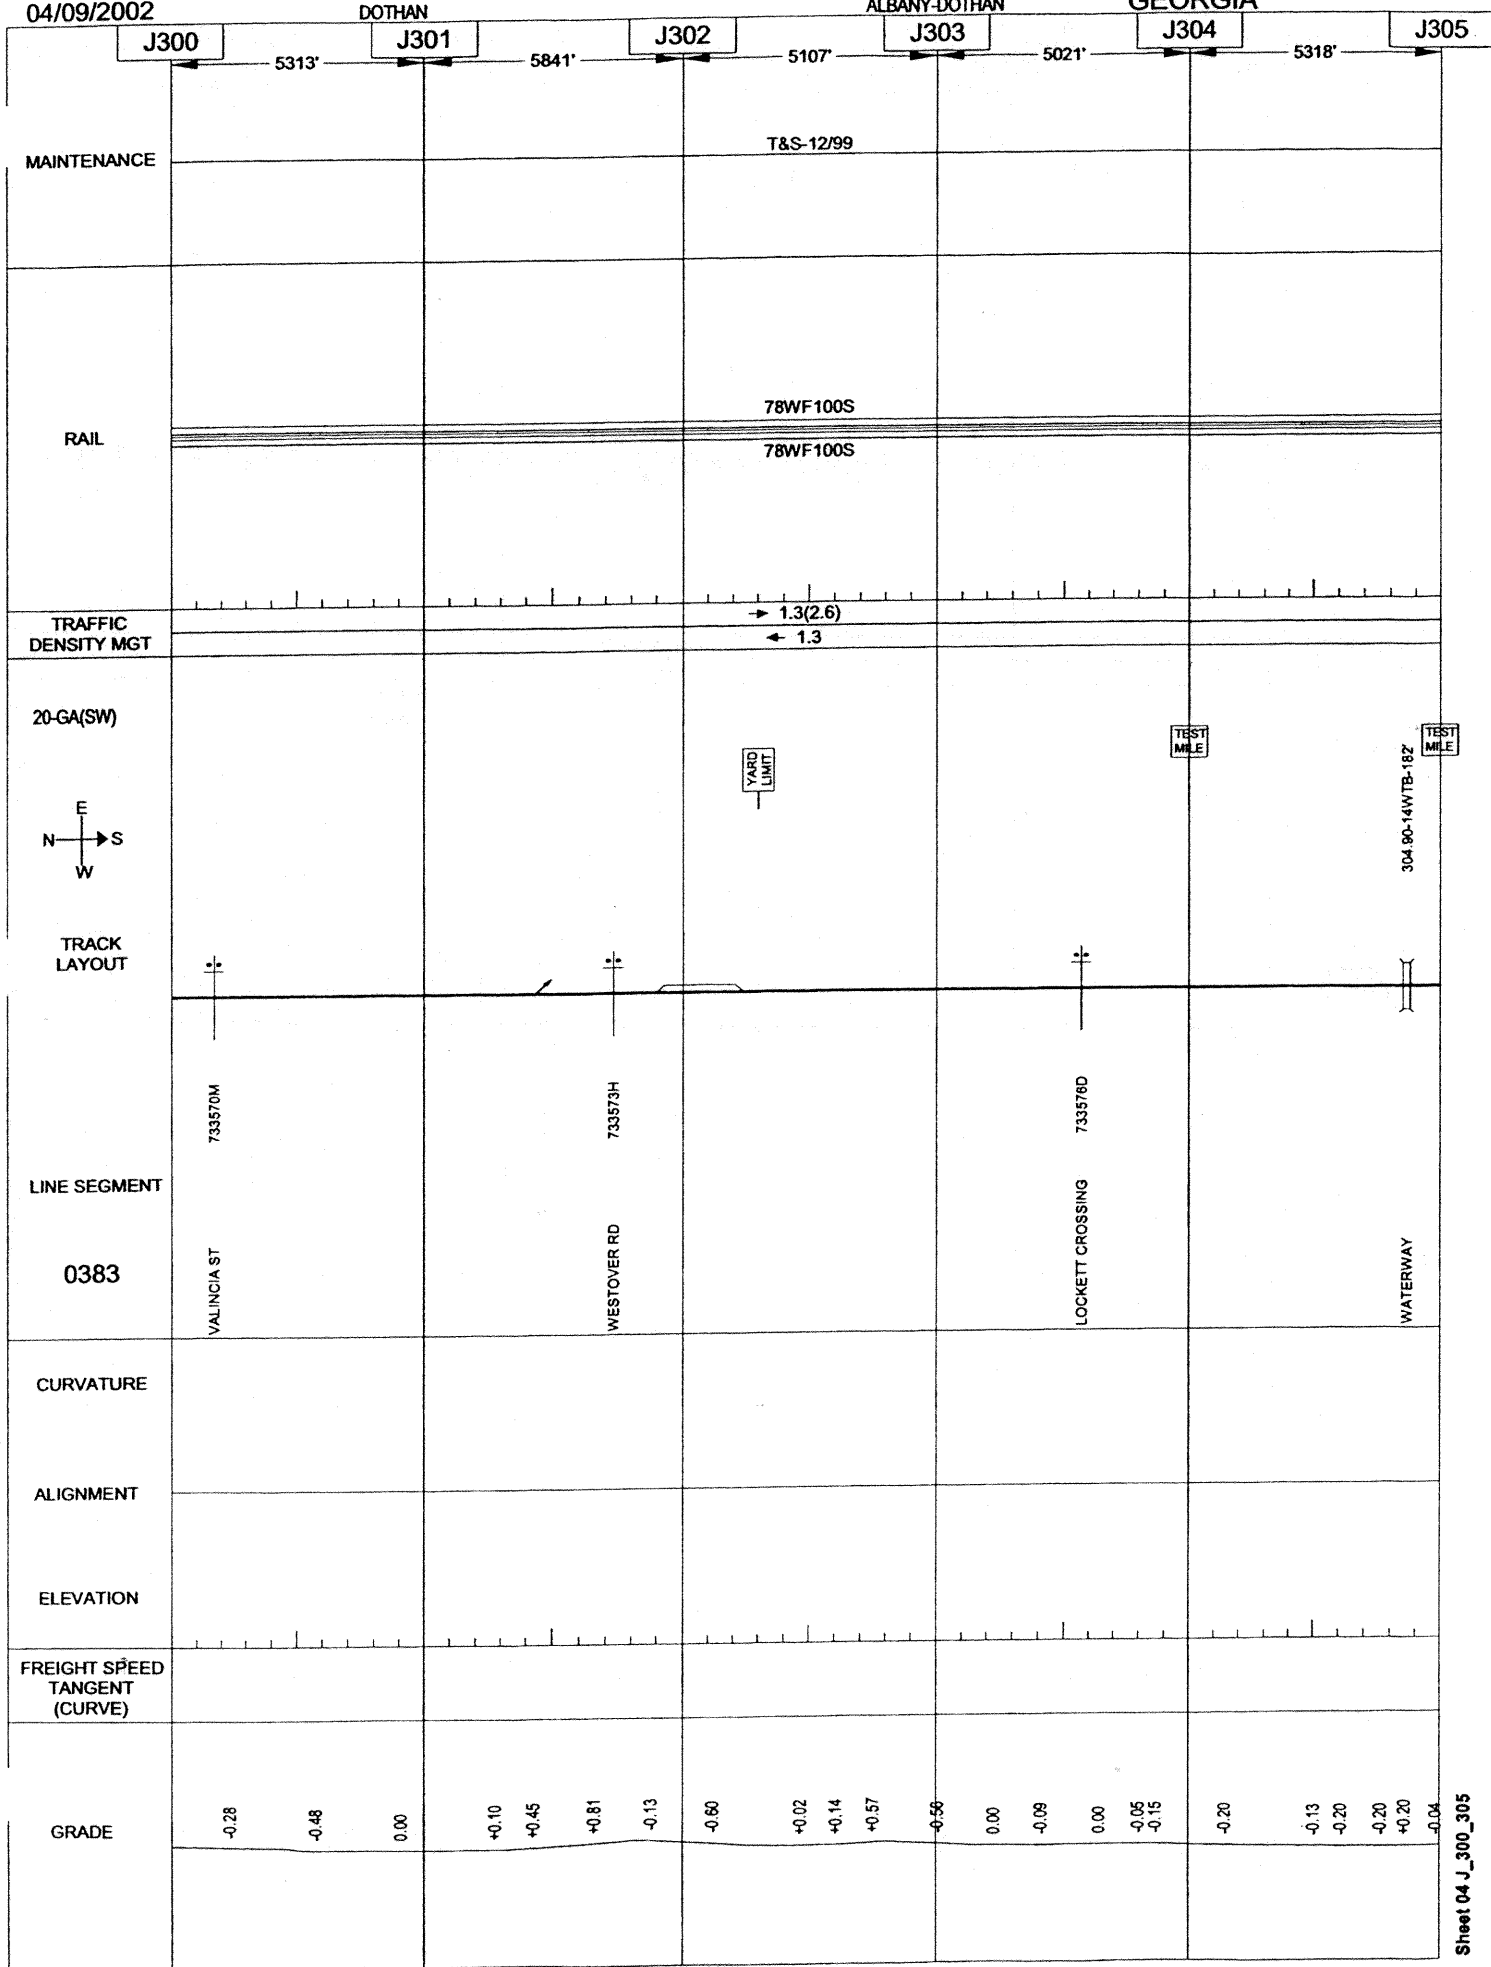 04/09/2002
DOTHAN
ALBANY-DOTHAN
GEORGIA
J300
J301
J302
J303
J304
J305
5313'
5841'
5107'
5021'
5318'
MAINTENANCE
T&S-12/99
RAIL
78WF100S
78WF100S
TRAFFIC
DENSITY MGT
1.3(2.6)
1.3
20-GA(SW)
YARD
LIMIT
TEST
MILE
TEST
MILE
304.90-14WTB-182'
E
N
S
W
TRACK
LAYOUT
733570M
733573H
733576D
LINE SEGMENT
0383
VALINCIA ST
WESTOVER RD
LOCKETT CROSSING
WATERWAY
CURVATURE
ALIGNMENT
ELEVATION
FREIGHT SPEED
TANGENT
(CURVE)
GRADE
-0.28
-0.48
0.00
+0.10
+0.45
+0.81
-0.13
-0.60
+0.02
+0.14
+0.57
-0.56
0.00
-0.09
0.00
-0.05
-0.15
-0.20
-0.13
-0.20
-0.20
+0.20
-0.04
Sheet 04 J_300_305